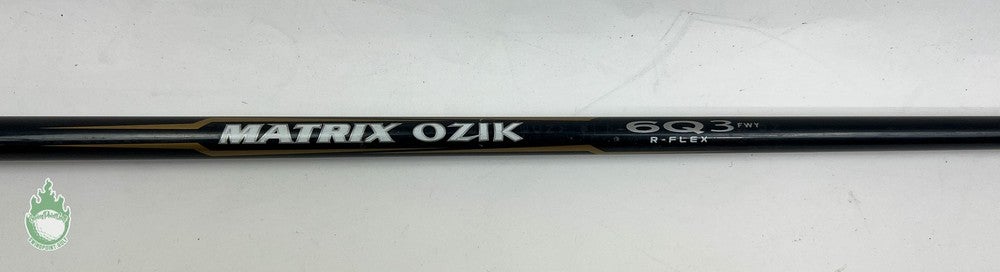 MATRIX OZIK 6Q3 FWY
R-FLEX